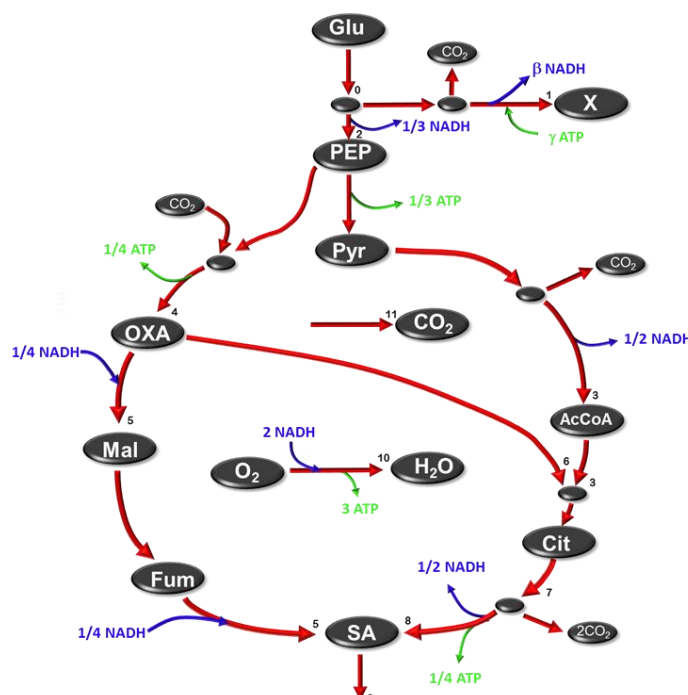 Glu
CO2
β NADH
0
1
X
1/3 NADH
γ ATP
2
PEP
CO2
1/3 ATP
1/4 ATP
Pyr
CO2
4
11
OXA
CO2
1/4 NADH
1/2 NADH
3
5
AcCoA
Mal
2 NADH
10
6
O2
H2O
3
3 ATP
Cit
1/2 NADH
7
Fum
5
SA
8
2CO2
1/4 NADH
1/4 ATP